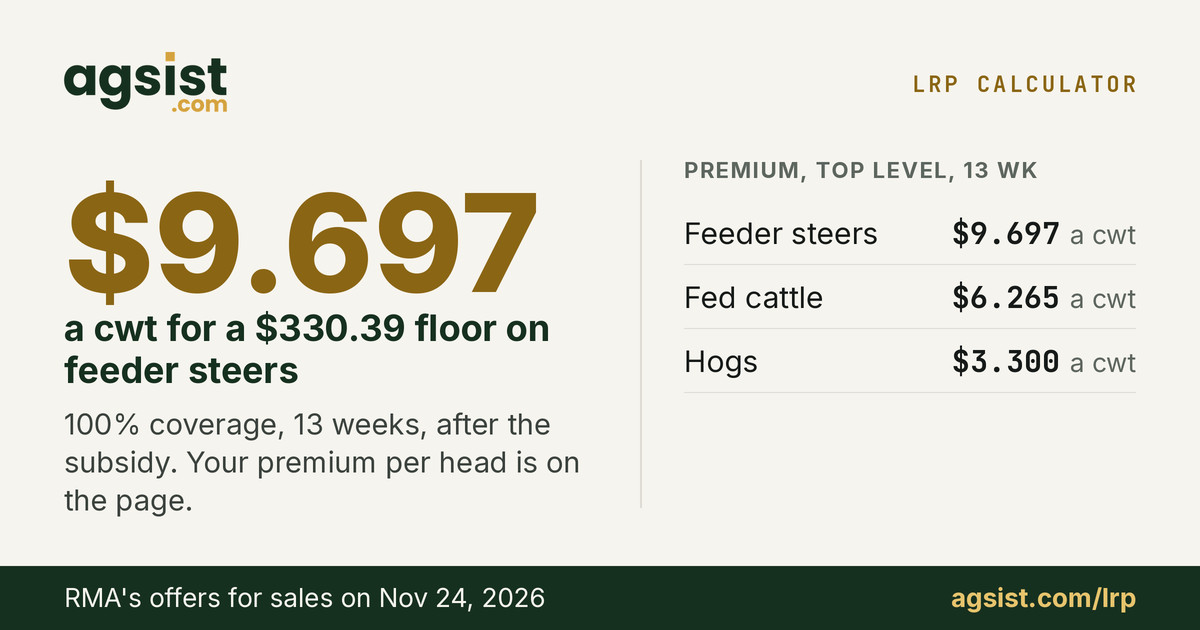 agsist
.com
LRP CALCULATOR
$9.697
a cwt for a $330.39 floor on
feeder steers
100% coverage, 13 weeks, after the
subsidy. Your premium per head is on
the page.
PREMIUM, TOP LEVEL, 13 WK
Feeder steers $9.697 a cwt
Fed cattle $6.265 a cwt
Hogs $3.300 a cwt
RMA's offers for sales on Nov 24, 2026
agsist.com/lrp